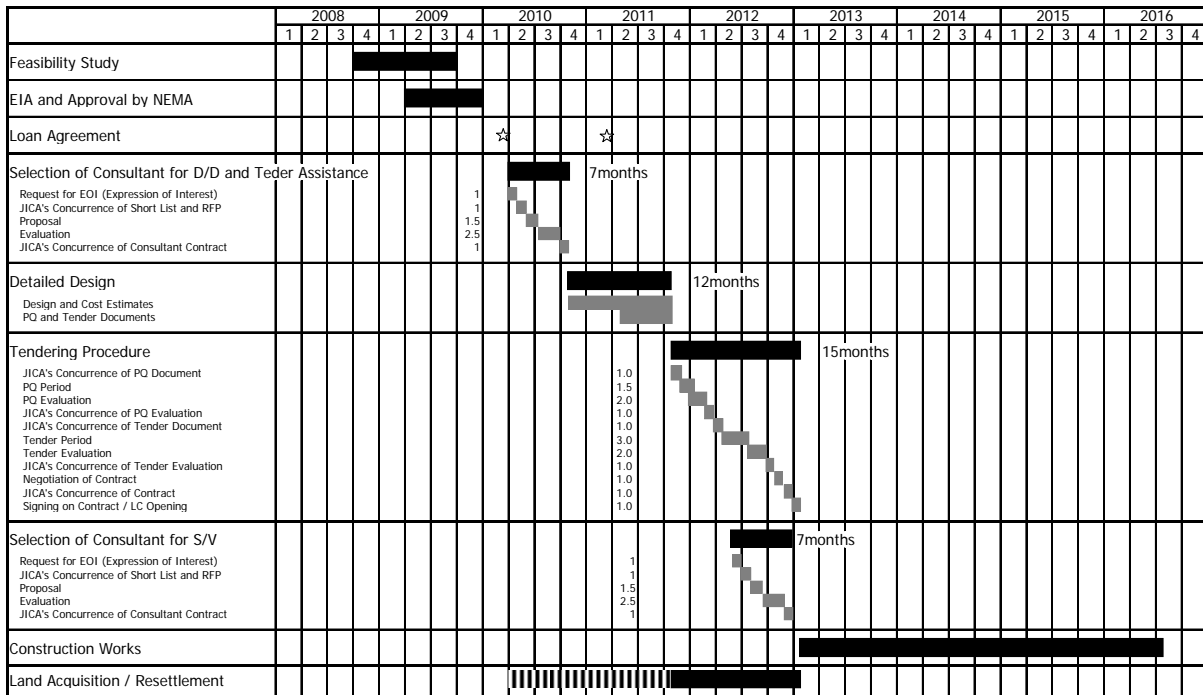 2008 2009 2010 2011 2012 2013 2014 2015 2016
1 2 3 4 1 2 3 4 1 2 3 4 1 2 3 4 1 2 3 4 1 2 3 4 1 2 3 4 1 2 3 4 1 2 3 4
Feasibility Study
EIA and Approval by NEMA
Loan Agreement ☆ ☆
Selection of Consultant for D/D and Teder Assistance 7months
Request for EOI (Expression of Interest) 1
JICA's Concurrence of Short List and RFP 1
Proposal 1.5
Evaluation 2.5
JICA's Concurrence of Consultant Contract 1
Detailed Design 12months
Design and Cost Estimates
PQ and Tender Documents
Tendering Procedure 15months
JICA's Concurrence of PQ Document 1.0
PQ Period 1.5
PQ Evaluation 2.0
JICA's Concurrence of PQ Evaluation 1.0
JICA's Concurrence of Tender Document 1.0
Tender Period 3.0
Tender Evaluation 2.0
JICA's Concurrence of Tender Evaluation 1.0
Negotiation of Contract 1.0
JICA's Concurrence of Contract 1.0
Signing on Contract / LC Opening 1.0
Selection of Consultant for S/V 7months
Request for EOI (Expression of Interest) 1
JICA's Concurrence of Short List and RFP 1
Proposal 1.5
Evaluation 2.5
JICA's Concurrence of Consultant Contract 1
Construction Works
Land Acquisition / Resettlement